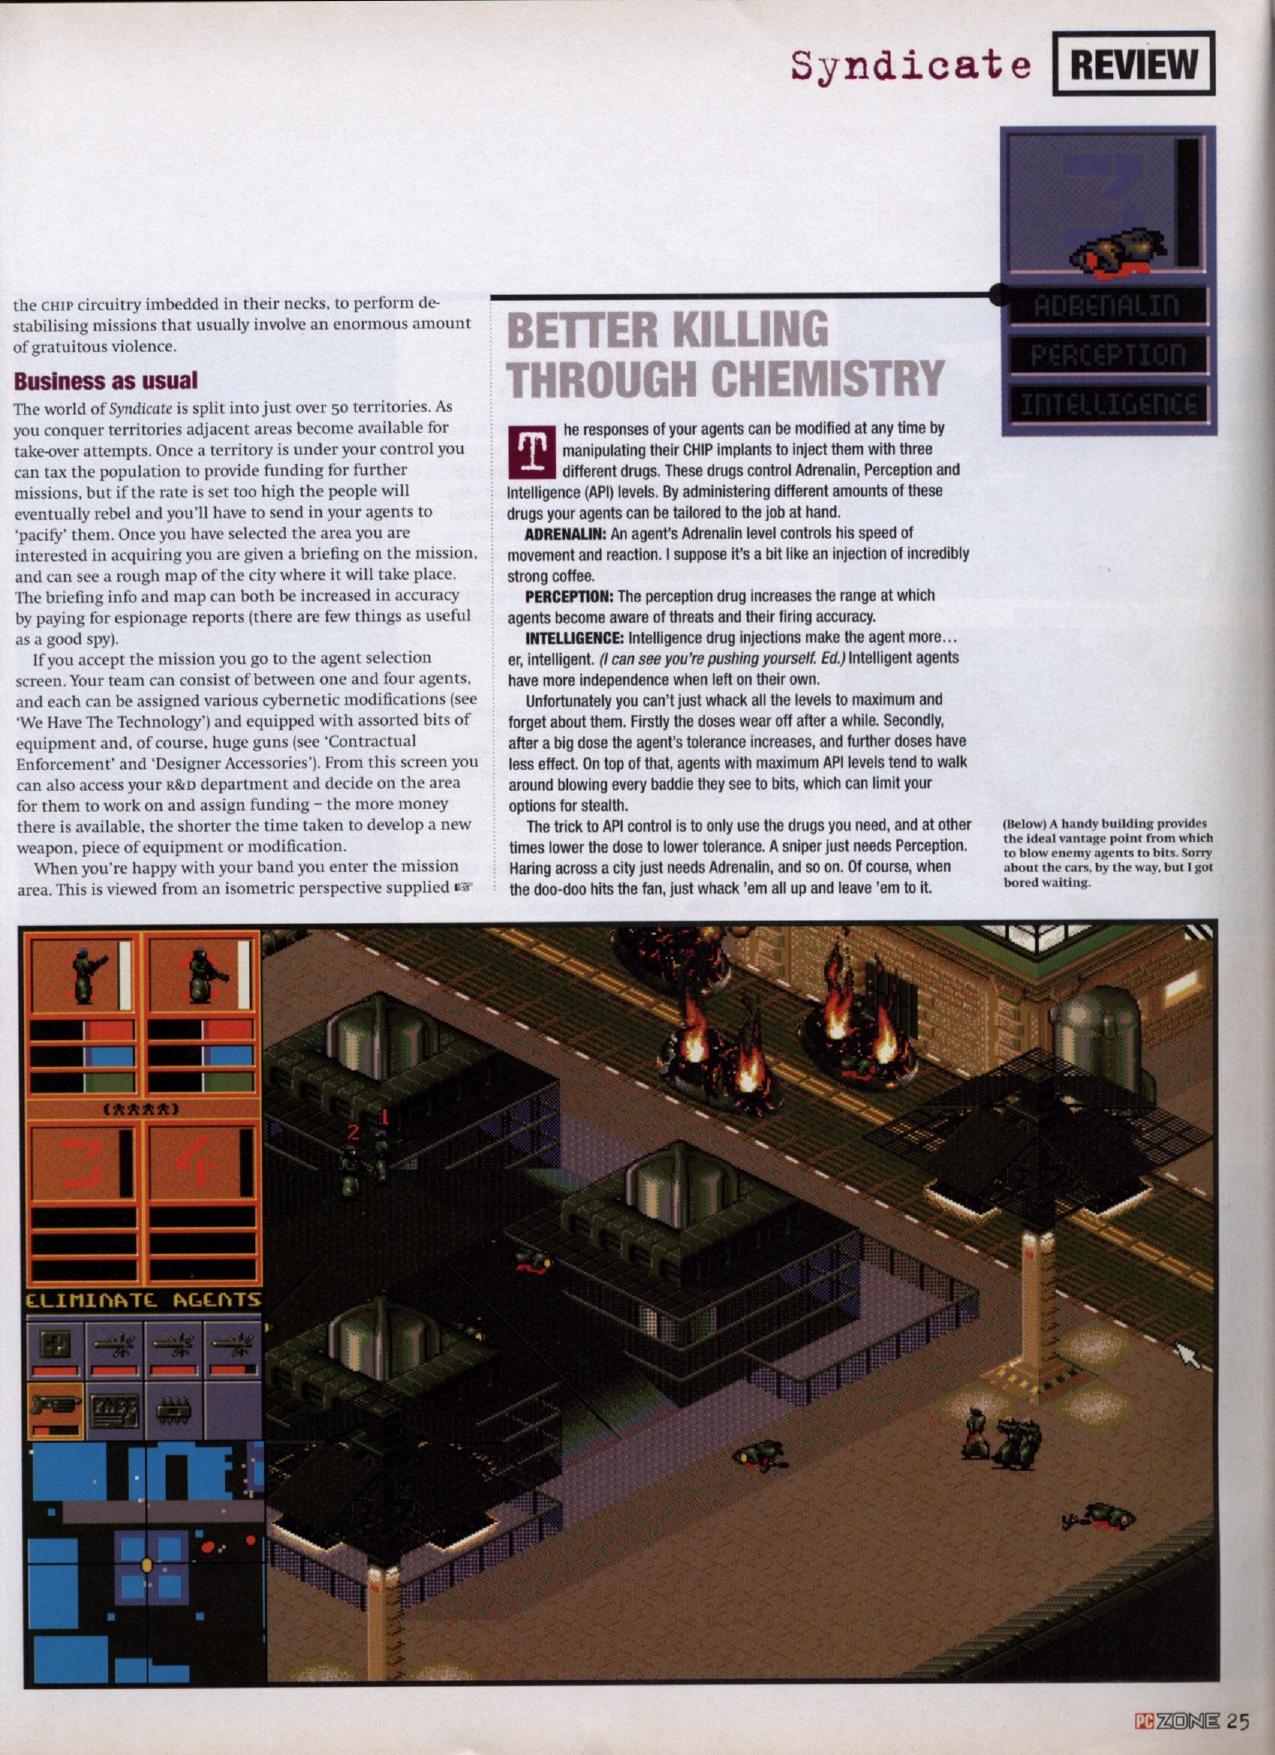 Syndicate REVIEW
ADRENALIN
PERCEPTION
INTELLIGENCE
the CHIP circuitry imbedded in their necks, to perform de-
stabilising missions that usually involve an enormous amount
of gratuitous violence.
Business as usual
The world of Syndicate is split into just over 50 territories. As
you conquer territories adjacent areas become available for
take-over attempts. Once a territory is under your control you
can tax the population to provide funding for further
missions, but if the rate is set too high the people will
eventually rebel and you'll have to send in your agents to
'pacify' them. Once you have selected the area you are
interested in acquiring you are given a briefing on the mission,
and can see a rough map of the city where it will take place.
The briefing info and map can both be increased in accuracy
by paying for espionage reports (there are few things as useful
as a good spy).
If you accept the mission you go to the agent selection
screen. Your team can consist of between one and four agents,
and each can be assigned various cybernetic modifications (see
'We Have The Technology') and equipped with assorted bits of
equipment and, of course, huge guns (see 'Contractual
Enforcement' and 'Designer Accessories'). From this screen you
can also access your R&D department and decide on the area
for them to work on and assign funding – the more money
there is available, the shorter the time taken to develop a new
weapon, piece of equipment or modification.
When you're happy with your band you enter the mission
area. This is viewed from an isometric perspective supplied ☞
BETTER KILLING
THROUGH CHEMISTRY
The responses of your agents can be modified at any time by
manipulating their CHIP implants to inject them with three
different drugs. These drugs control Adrenalin, Perception and
Intelligence (API) levels. By administering different amounts of these
drugs your agents can be tailored to the job at hand.
ADRENALIN: An agent's Adrenalin level controls his speed of
movement and reaction. I suppose it's a bit like an injection of incredibly
strong coffee.
PERCEPTION: The perception drug increases the range at which
agents become aware of threats and their firing accuracy.
INTELLIGENCE: Intelligence drug injections make the agent more...
er, intelligent. (I can see you're pushing yourself. Ed.) Intelligent agents
have more independence when left on their own.
Unfortunately you can't just whack all the levels to maximum and
forget about them. Firstly the doses wear off after a while. Secondly,
after a big dose the agent's tolerance increases, and further doses have
less effect. On top of that, agents with maximum API levels tend to walk
around blowing every baddie they see to bits, which can limit your
options for stealth.
The trick to API control is to only use the drugs you need, and at other
times lower the dose to lower tolerance. A sniper just needs Perception.
Haring across a city just needs Adrenalin, and so on. Of course, when
the doo-doo hits the fan, just whack 'em all up and leave 'em to it.
(Below) A handy building provides
the ideal vantage point from which
to blow enemy agents to bits. Sorry
about the cars, by the way, but I got
bored waiting.
2 1
3 4
ELIMINATE AGENTS
PC ZONE 25